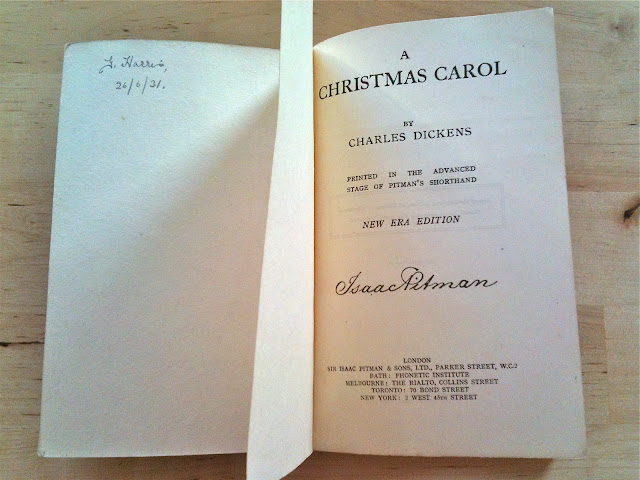 G. Harris,
26/6/31.
A
CHRISTMAS CAROL
BY
CHARLES DICKENS
PRINTED IN THE ADVANCED
STAGE OF PITMAN'S SHORTHAND
NEW ERA EDITION
Isaac Pitman
LONDON
SIR ISAAC PITMAN & SONS, LTD., PARKER STREET, W.C.2
BATH: PHONETIC INSTITUTE
MELBOURNE: THE RIALTO, COLLINS STREET
TORONTO: 70 BOND STREET
NEW YORK: 2 WEST 45TH STREET